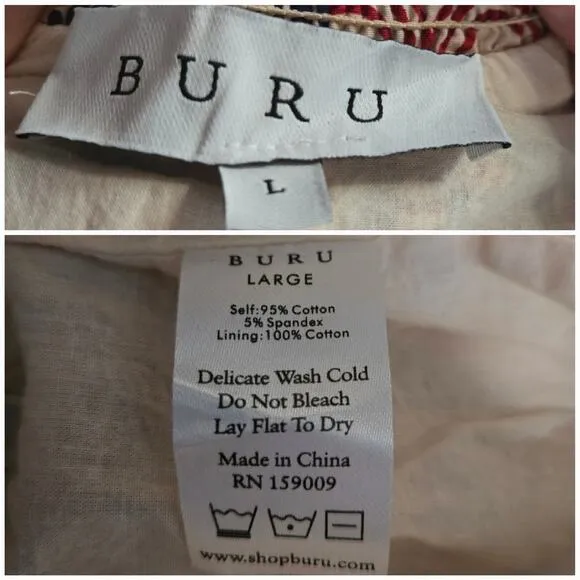 BURU
L
BURU
LARGE
Self:95% Cotton
5% Spandex
Lining:100% Cotton
Delicate Wash Cold
Do Not Bleach
Lay Flat To Dry
Made in China
RN 159009
www.shopburu.com